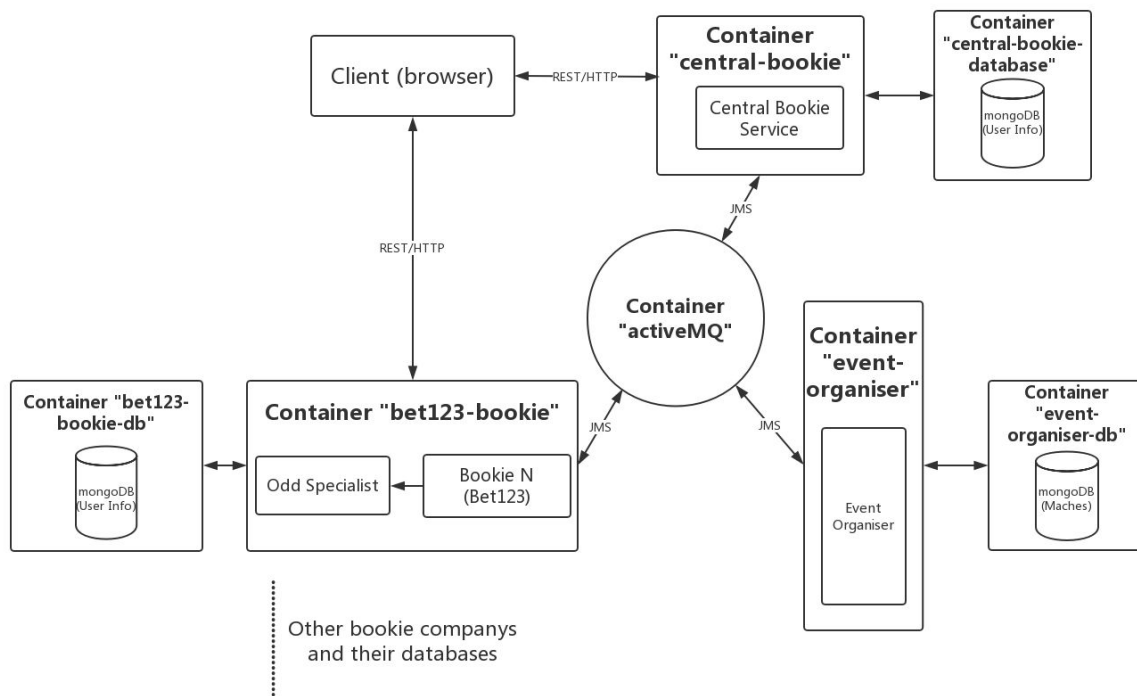 Client (browser)
REST/HTTP
Container
"central-bookie"
Central Bookie
Service
Container
"central-bookie-
database"
mongoDB
(User Info)
JMS
REST/HTTP
Container
"activeMQ"
Container
"event-
organiser"
Event
Organiser
Container
"event-
organiser-db"
mongoDB
(Maches)
JMS
JMS
Container "bet123-
bookie-db"
mongoDB
(User Info)
Container "bet123-bookie"
Odd Specialist
Bookie N
(Bet123)
Other bookie companys
and their databases